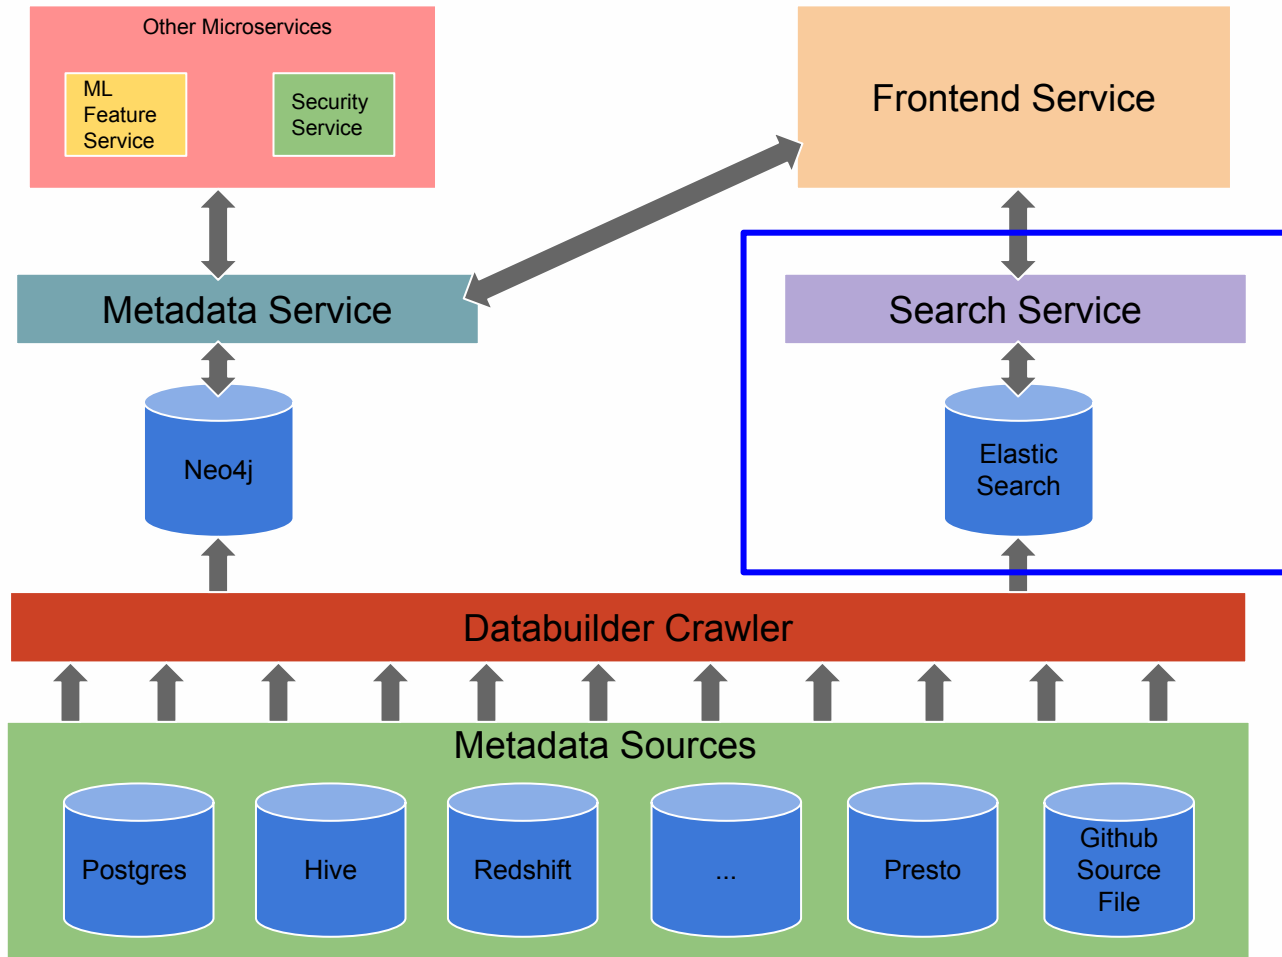 Other Microservices
ML
Feature
Service
Security
Service
Frontend Service
Metadata Service
Search Service
Neo4j
Elastic
Search
Databuilder Crawler
Metadata Sources
Postgres
Hive
Redshift
...
Presto
Github
Source
File